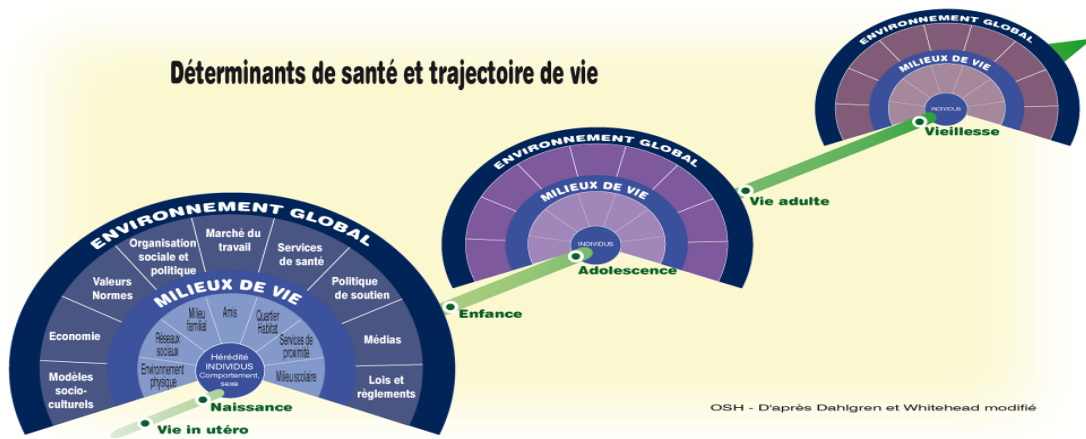 Déterminants de santé et trajectoire de vie
ENVIRONNEMENT GLOBAL
MILIEUX DE VIE
INDIVIDUS
Vieillesse
ENVIRONNEMENT GLOBAL
MILIEUX DE VIE
INDIVIDUS
Vie adulte
Adolescence
Enfance
ENVIRONNEMENT GLOBAL
Modèles
socio-
culturels
Economie
Valeurs
Normes
Organisation
sociale et
politique
Marché du
travail
Services
de santé
Politique
de soutien
Médias
Lois et
règlements
MILIEUX DE VIE
Environnement
physique
Réseaux
sociaux
Milieu
familial
Amis
Quartier
Habitat
Services de
proximité
Milieu scolaire
Hérédité
INDIVIDUS
Comportement,
sexe
Naissance
Vie in utéro
OSH - D'après Dahlgren et Whitehead modifié